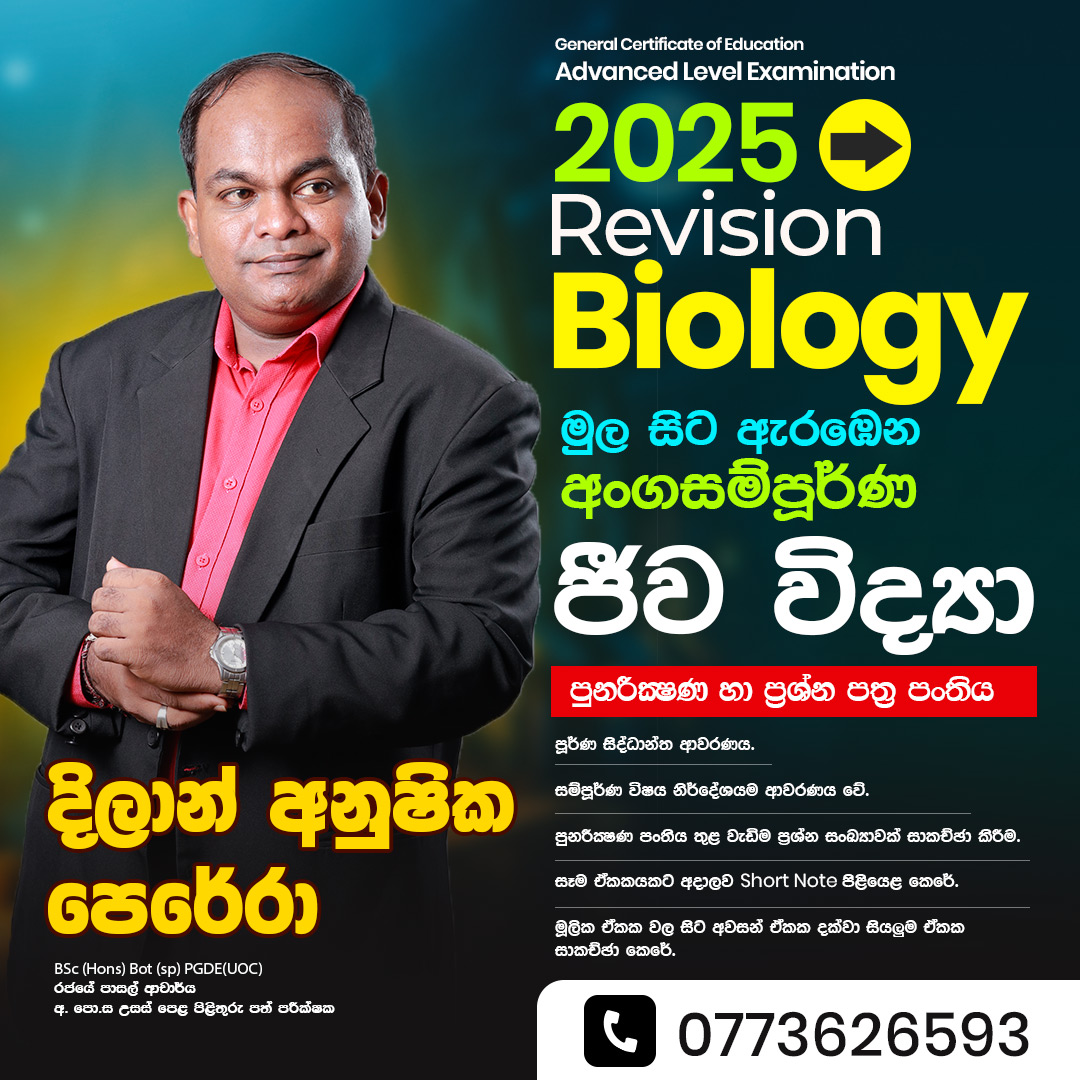 General Certificate of Education
Advanced Level Examination
2025
Revision
Biology
මුල සිට ඇරඹෙන
අංගසම්පූර්ණ
ජීව විද්‍යා
පුනරීක්‍ෂණ හා ප්‍රශ්න පත්‍ර පංතිය
පූර්ණ සිද්ධාන්ත ආවරණය.
සම්පූර්ණ විෂය නිර්දේශයම ආවරණය වේ.
පුනරීක්‍ෂණ පංතිය තුළ වැඩිම ප්‍රශ්න සංඛ්‍යාවක් සාකච්ඡා කිරීම.
සෑම ඒකකයකට අදාලව Short Note පිළියෙළ කෙරේ.
මූලික ඒකක වල සිට අවසන් ඒකක දක්වා සියලුම ඒකක
සාකච්ඡා කෙරේ.
දිලාන් අනුෂික
පෙරේරා
BSc (Hons) Bot (sp) PGDE(UOC)
රජයේ පාසල් ආචාර්ය
අ. පො.ස උසස් පෙළ පිළිතුරු පත් පරීක්ෂක
0773626593